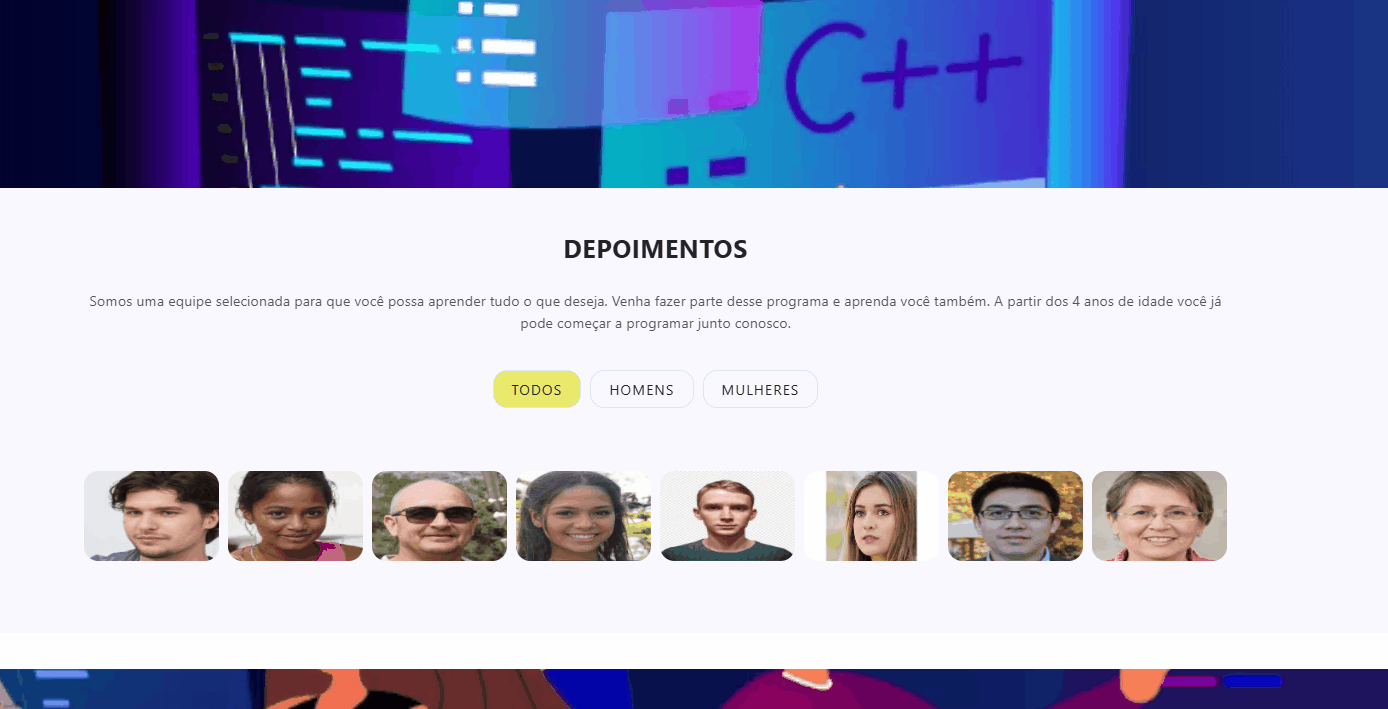 C++
DEPOIMENTOS
Somos uma equipe selecionada para que você possa aprender tudo o que deseja. Venha fazer parte desse programa e aprenda você também. A partir dos 4 anos de idade você já
pode começar a programar junto conosco.
TODOS HOMENS MULHERES